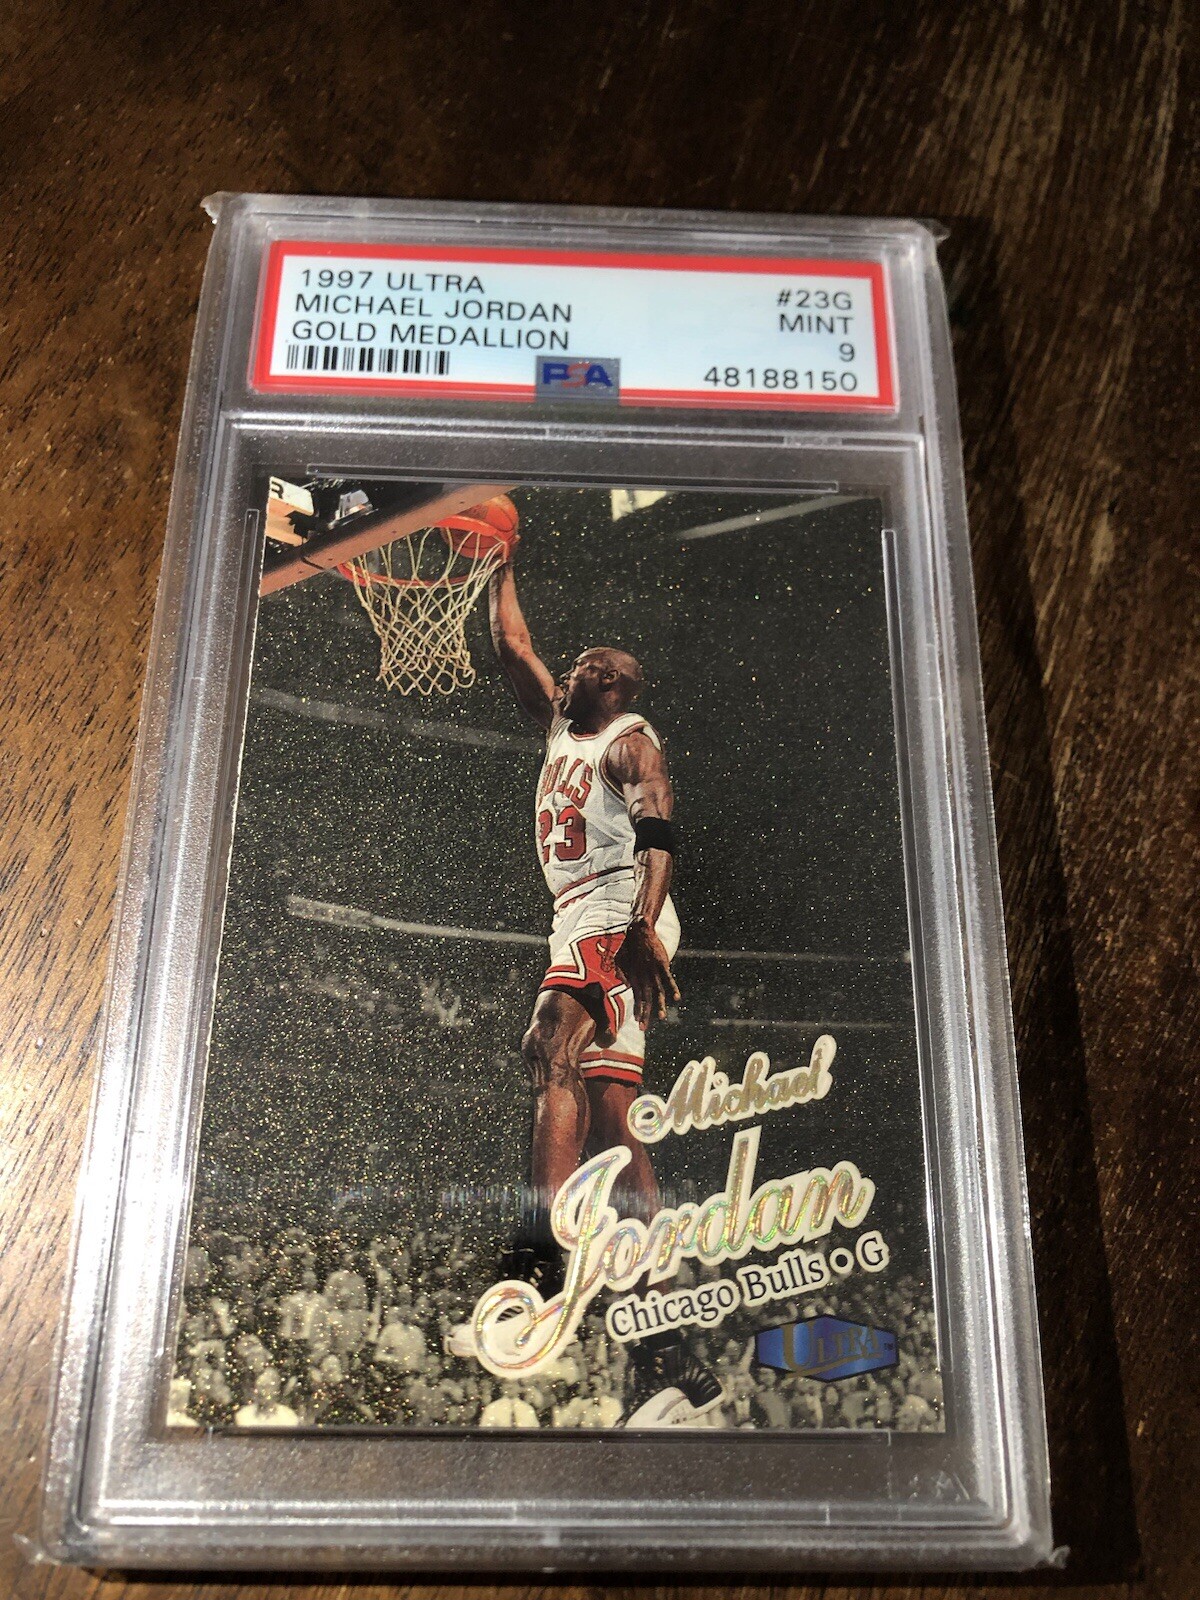 1997 ULTRA
MICHAEL JORDAN
GOLD MEDALLION
#23G
MINT
9
48188150
PSA
R
BULLS
23
Michael
Jordan
Chicago Bulls • G
ULTRA